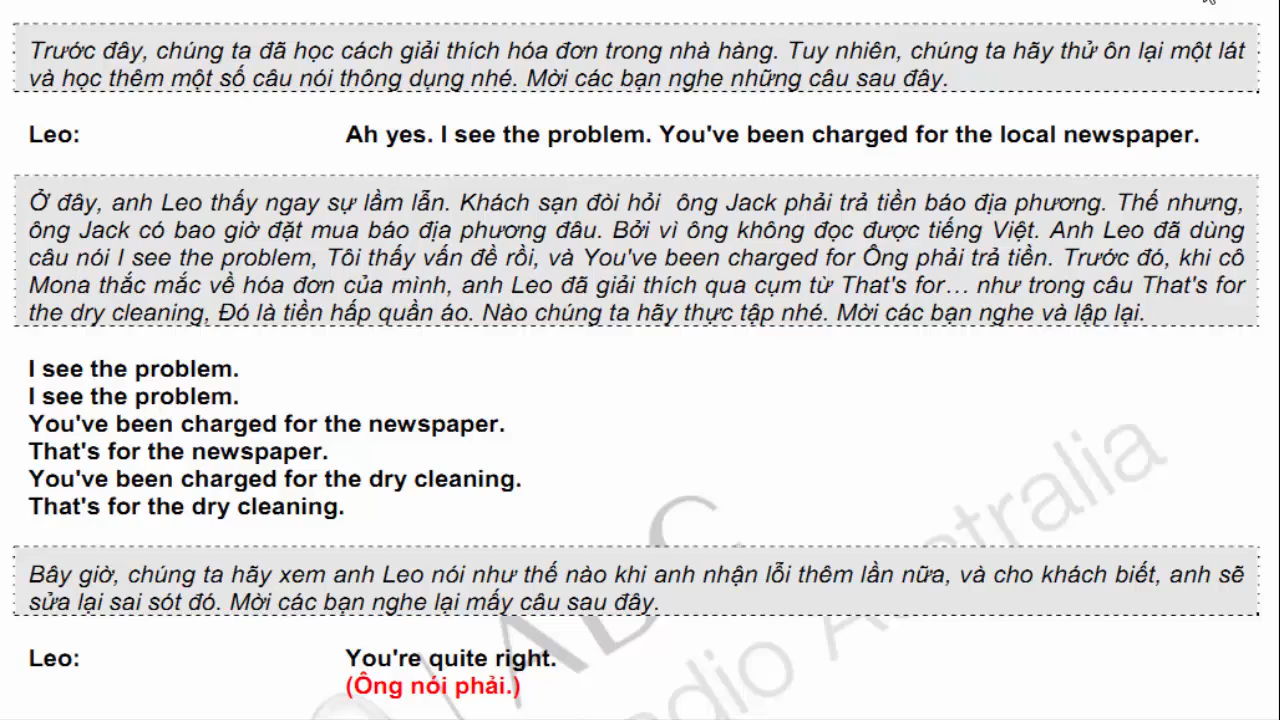 Trước đây, chúng ta đã học cách giải thích hóa đơn trong nhà hàng. Tuy nhiên, chúng ta hãy thử ôn lại một lát
và học thêm một số câu nói thông dụng nhé. Mời các bạn nghe những câu sau đây.
Leo: Ah yes. I see the problem. You've been charged for the local newspaper.
Ở đây, anh Leo thấy ngay sự lầm lẫn. Khách sạn đòi hỏi ông Jack phải trả tiền báo địa phương. Thế nhưng,
ông Jack có bao giờ đặt mua báo địa phương đâu. Bởi vì ông không đọc được tiếng Việt. Anh Leo đã dùng
câu nói I see the problem, Tôi thấy vấn đề rồi, và You've been charged for Ông phải trả tiền. Trước đó, khi cô
Mona thắc mắc về hóa đơn của mình, anh Leo đã giải thích qua cụm từ That's for… như trong câu That's for
the dry cleaning, Đó là tiền hấp quần áo. Nào chúng ta hãy thực tập nhé. Mời các bạn nghe và lập lại.
I see the problem.
I see the problem.
You've been charged for the newspaper.
That's for the newspaper.
You've been charged for the dry cleaning.
That's for the dry cleaning.
Bây giờ, chúng ta hãy xem anh Leo nói như thế nào khi anh nhận lỗi thêm lần nữa, và cho khách biết, anh sẽ
sửa lại sai sót đó. Mời các bạn nghe lại mấy câu sau đây.
Leo: You're quite right.
(Ông nói phải.)